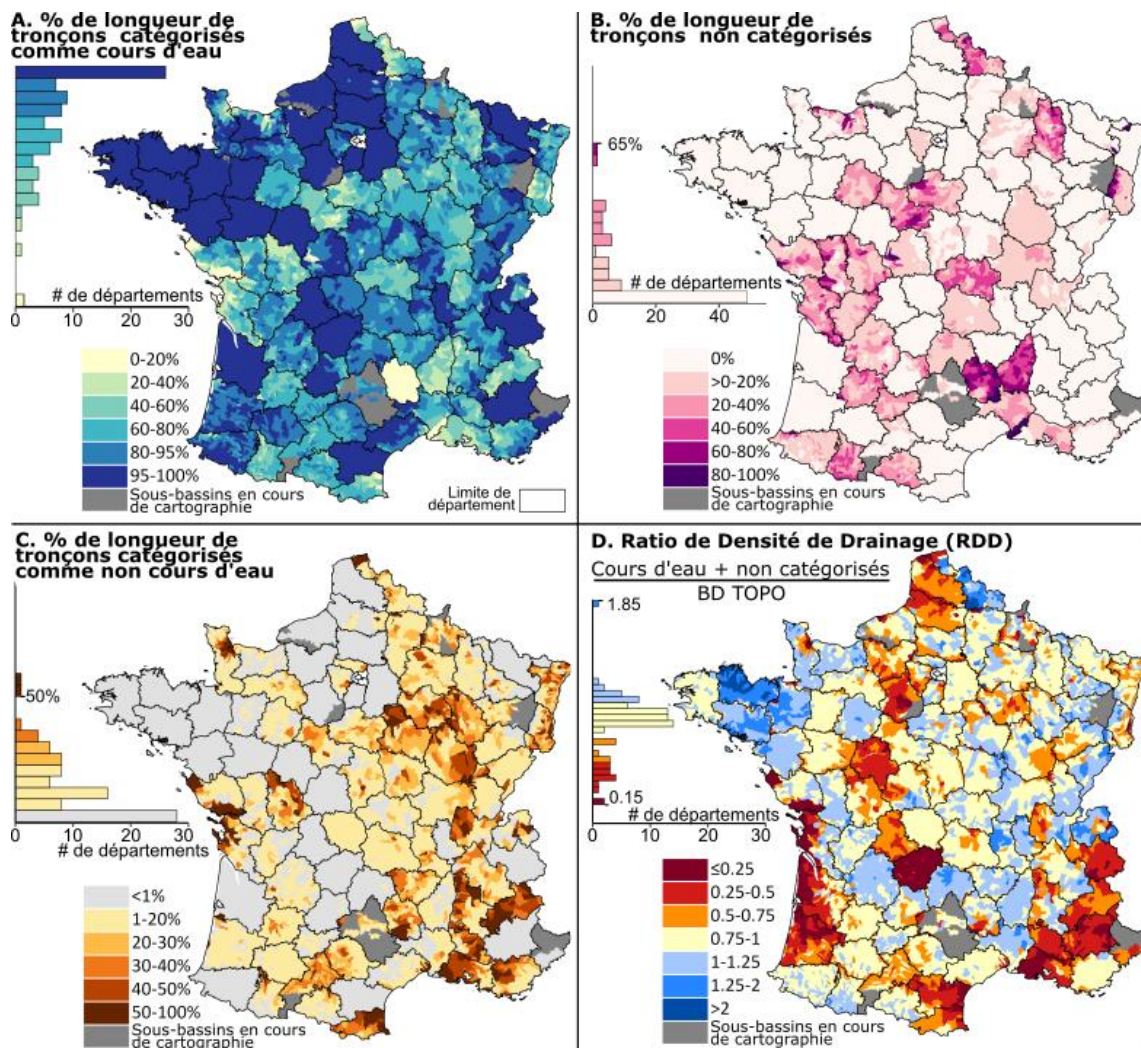 A. % de longueur de
tronçons catégorisés
comme cours d'eau
# de départements
0 10 20 30
0-20%
20-40%
40-60%
60-80%
80-95%
95-100%
Sous-bassins en cours
de cartographie
Limite de
département
B. % de longueur de
tronçons non catégorisés
65%
# de départements
0 20 40
0%
>0-20%
20-40%
40-60%
60-80%
80-100%
Sous-bassins en cours
de cartographie
C. % de longueur de
tronçons catégorisés
comme non cours d'eau
50%
# de départements
0 10 20 30
<1%
1-20%
20-30%
30-40%
40-50%
50-100%
Sous-bassins en cours
de cartographie
D. Ratio de Densité de Drainage (RDD)
Cours d'eau + non catégorisés
BD TOPO
1.85
0.15
# de départements
0 10 20 30
≤0.25
0.25-0.5
0.5-0.75
0.75-1
1-1.25
1.25-2
>2
Sous-bassins en cours
de cartographie